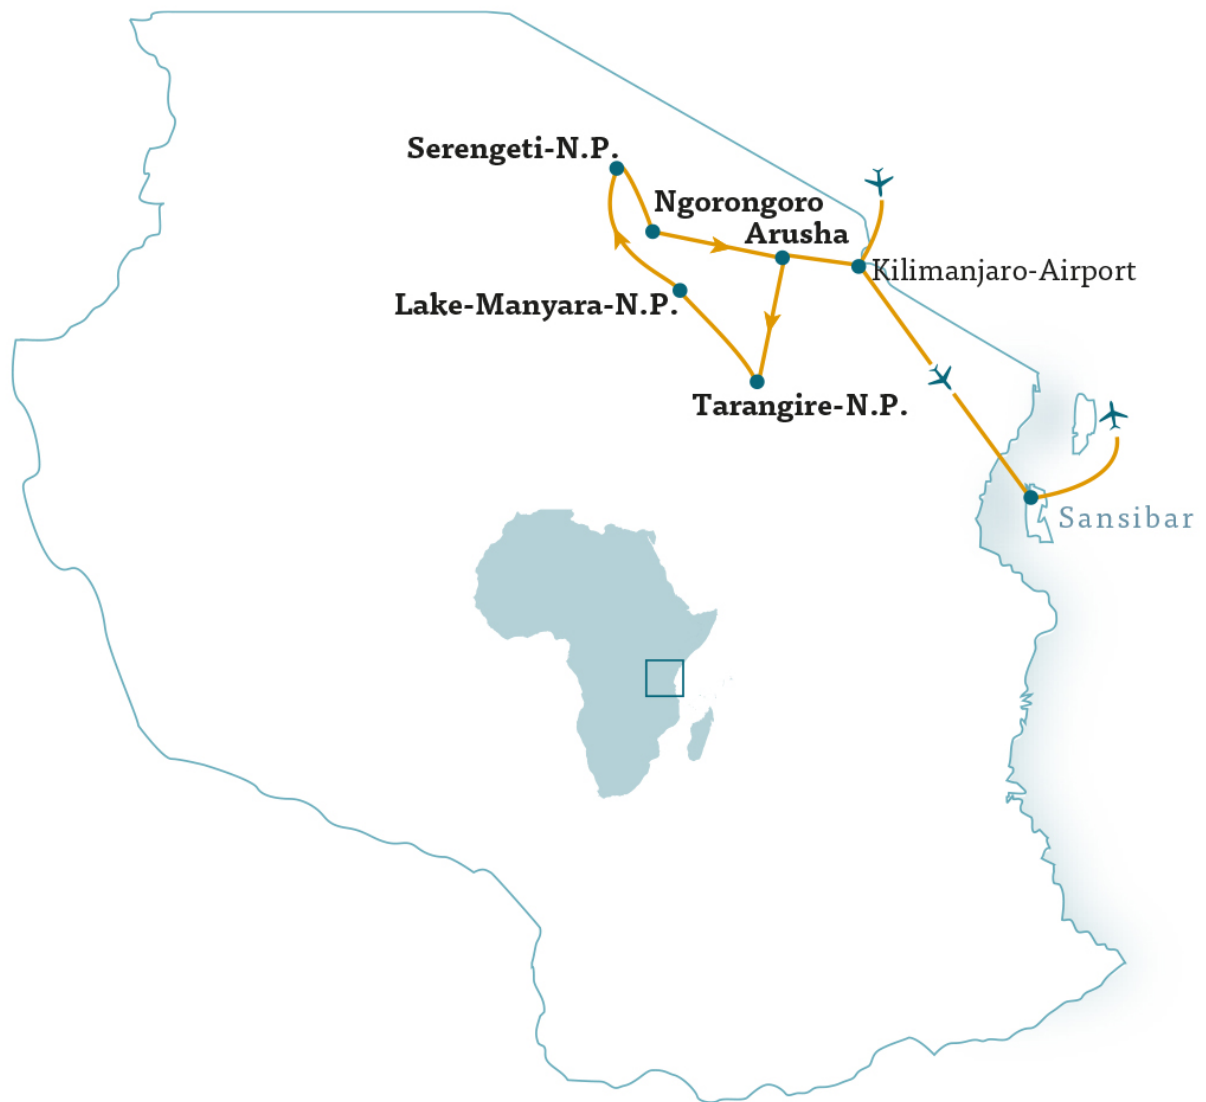 Serengeti-N.P.
Ngorongoro
Arusha
Kilimanjaro-Airport
Lake-Manyara-N.P.
Tarangire-N.P.
Sansibar